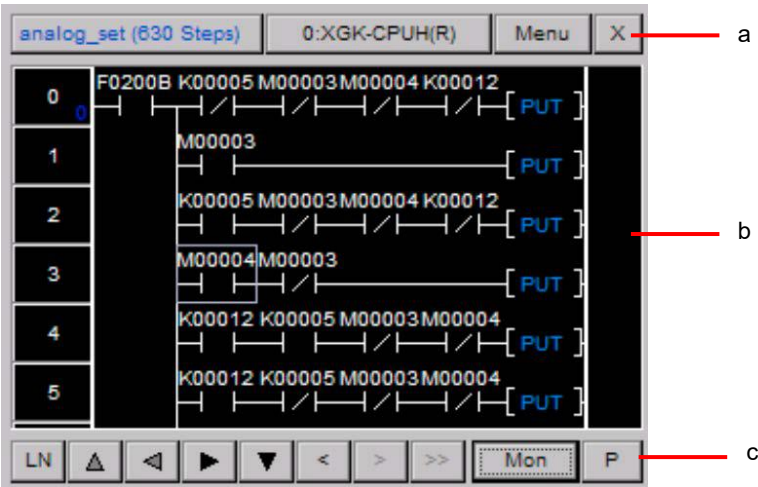 analog_set (630 Steps) 0:XGK-CPUH(R) Menu X a
F0200B K00005 M00003 M00004 K00012
0 0 PUT
M00003
1 PUT
K00005 M00003 M00004 K00012
2 PUT
b
M00004 M00003
3 PUT
K00012 K00005 M00003 M00004
4 PUT
K00012 K00005 M00003 M00004
5 PUT
LN < > >> Mon P c